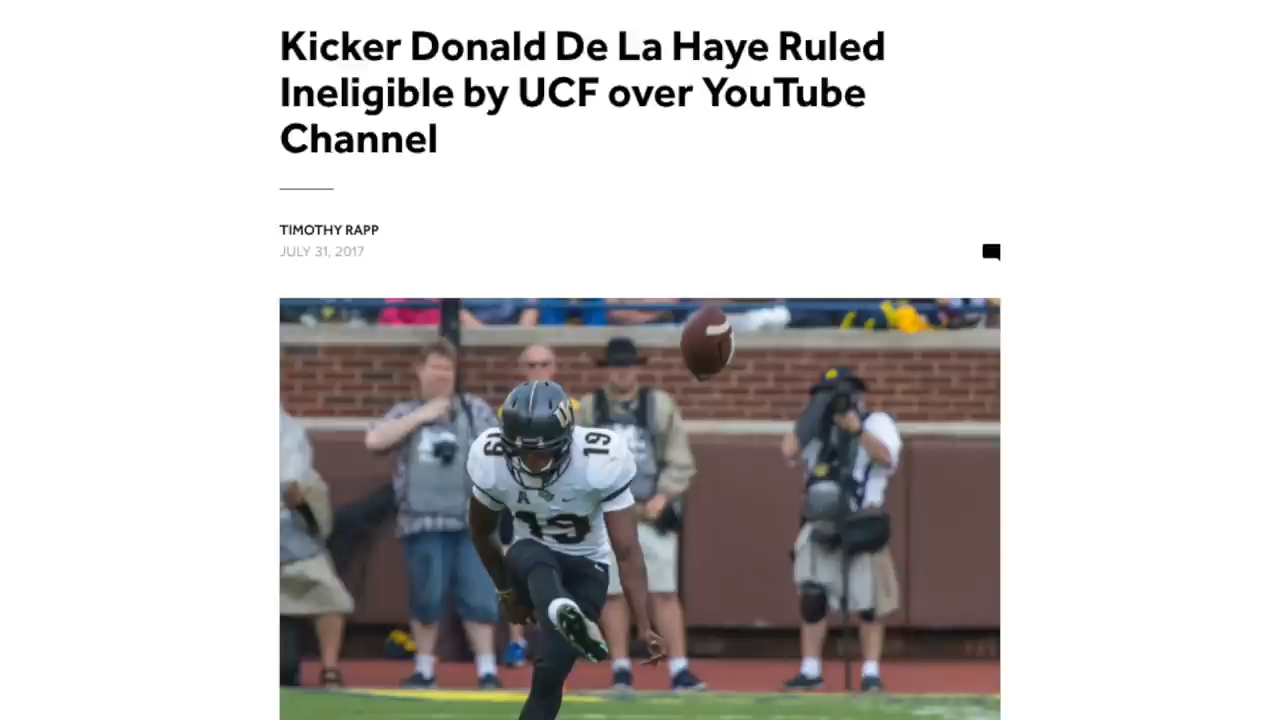 Kicker Donald De La Haye Ruled
Ineligible by UCF over YouTube
Channel
TIMOTHY RAPP
JULY 31, 2017
19
19
A
19